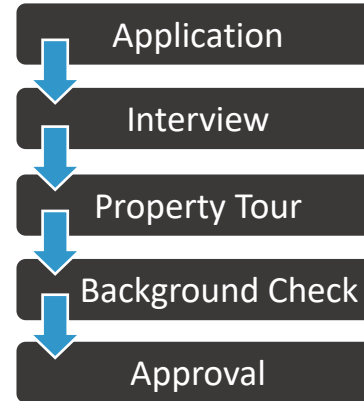 Application
Interview
Property Tour
Background Check
Approval